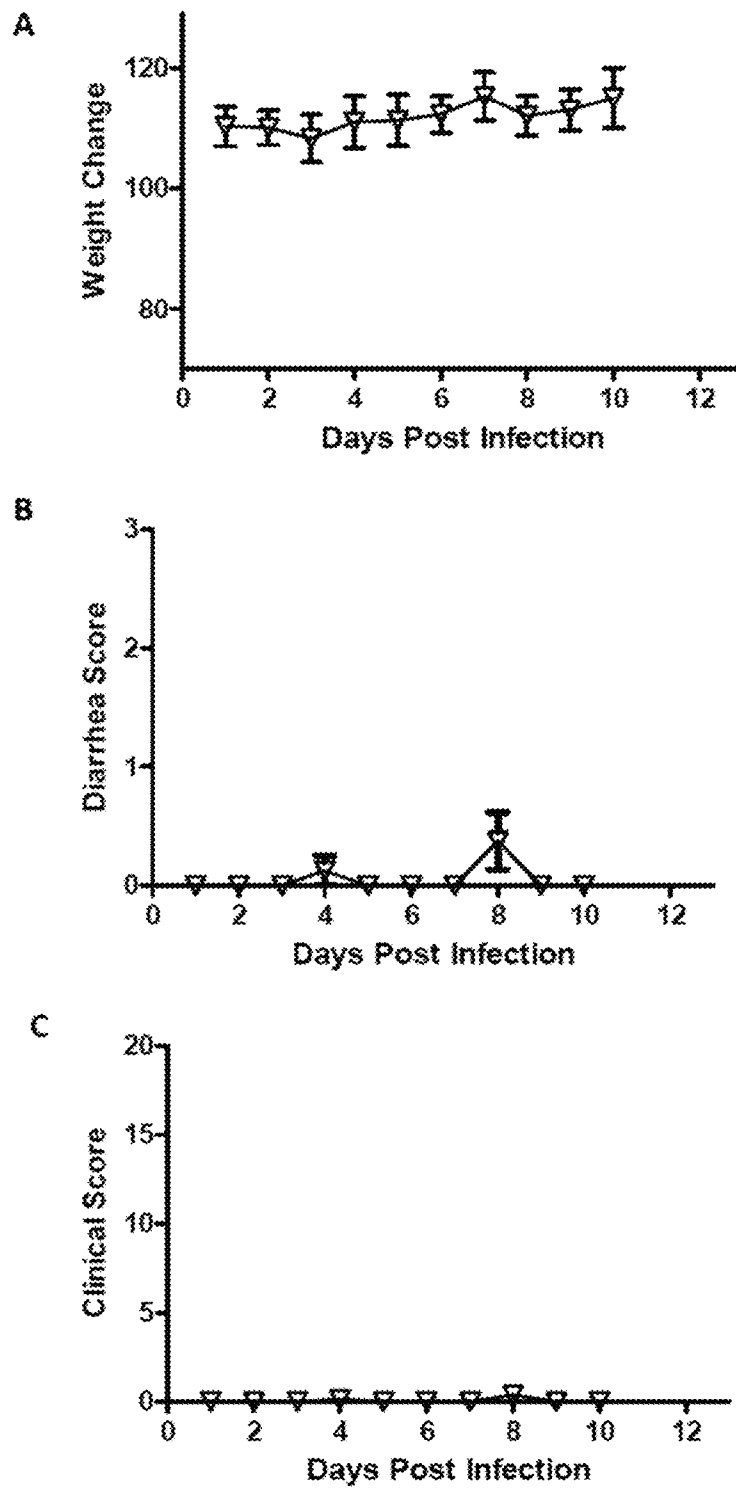 A
120
100
80
Weight Change
0 2 4 6 8 10 12
Days Post Infection
B
3
2
1
0
Diarrhea Score
0 2 4 6 8 10 12
Days Post Infection
C
20
15
10
5
0
Clinical Score
0 2 4 6 8 10 12
Days Post Infection